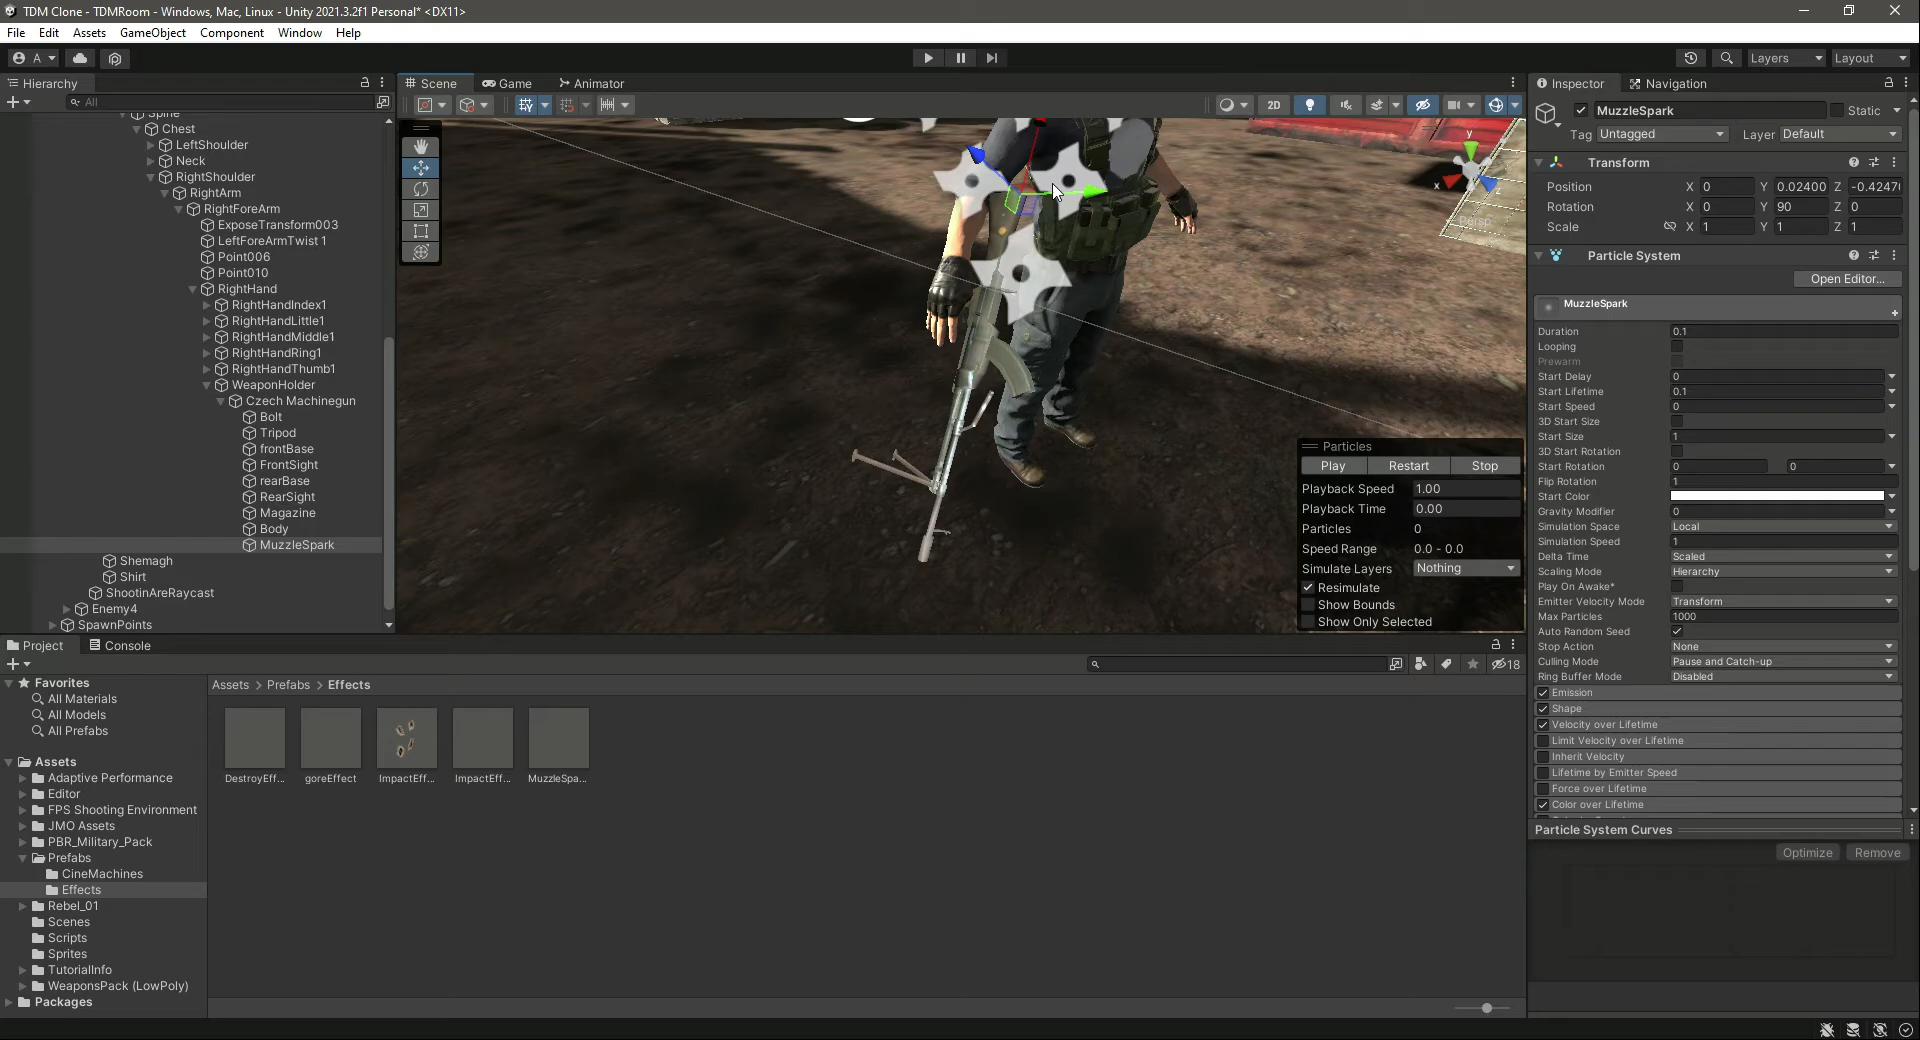 TDM Clone - TDMRoom - Windows, Mac, Linux - Unity 2021.3.2f1 Personal* <DX11>
File Edit Assets GameObject Component Window Help
A
Layers
Layout
Hierarchy
All
Spine
Chest
LeftShoulder
Neck
RightShoulder
RightArm
RightForeArm
ExposeTransform003
LeftForeArmTwist 1
Point006
Point010
RightHand
RightHandIndex1
RightHandLittle1
RightHandMiddle1
RightHandRing1
RightHandThumb1
WeaponHolder
Czech Machinegun
Bolt
Tripod
frontBase
FrontSight
rearBase
RearSight
Magazine
Body
MuzzleSpark
Shemagh
Shirt
ShootinAreRaycast
Enemy4
SpawnPoints
Scene
Game
Animator
2D
y
x
z
Persp
Particles
Play Restart Stop
Playback Speed 1.00
Playback Time 0.00
Particles 0
Speed Range 0.0 - 0.0
Simulate Layers Nothing
Resimulate
Show Bounds
Show Only Selected
Inspector
Navigation
MuzzleSpark
Static
Tag Untagged
Layer Default
Transform
Position X 0 Y 0.02400 Z -0.4247
Rotation X 0 Y 90 Z 0
Scale X 1 Y 1 Z 1
Particle System
Open Editor...
MuzzleSpark
Duration 0.1
Looping
Prewarm
Start Delay 0
Start Lifetime 0.1
Start Speed 0
3D Start Size
Start Size 1
3D Start Rotation
Start Rotation 0 0
Flip Rotation 1
Start Color
Gravity Modifier 0
Simulation Space Local
Simulation Speed 1
Delta Time Scaled
Scaling Mode Hierarchy
Play On Awake*
Emitter Velocity Mode Transform
Max Particles 1000
Auto Random Seed
Stop Action None
Culling Mode Pause and Catch-up
Ring Buffer Mode Disabled
Emission
Shape
Velocity over Lifetime
Limit Velocity over Lifetime
Inherit Velocity
Lifetime by Emitter Speed
Force over Lifetime
Color over Lifetime
Particle System Curves
Optimize Remove
Project
Console
18
Favorites
All Materials
All Models
All Prefabs
Assets
Adaptive Performance
Editor
FPS Shooting Environment
JMO Assets
PBR_Military_Pack
Prefabs
CineMachines
Effects
Rebel_01
Scenes
Scripts
Sprites
TutorialInfo
WeaponsPack (LowPoly)
Packages
Assets > Prefabs > Effects
DestroyEff...
goreEffect
ImpactEff...
ImpactEff...
MuzzleSpa...